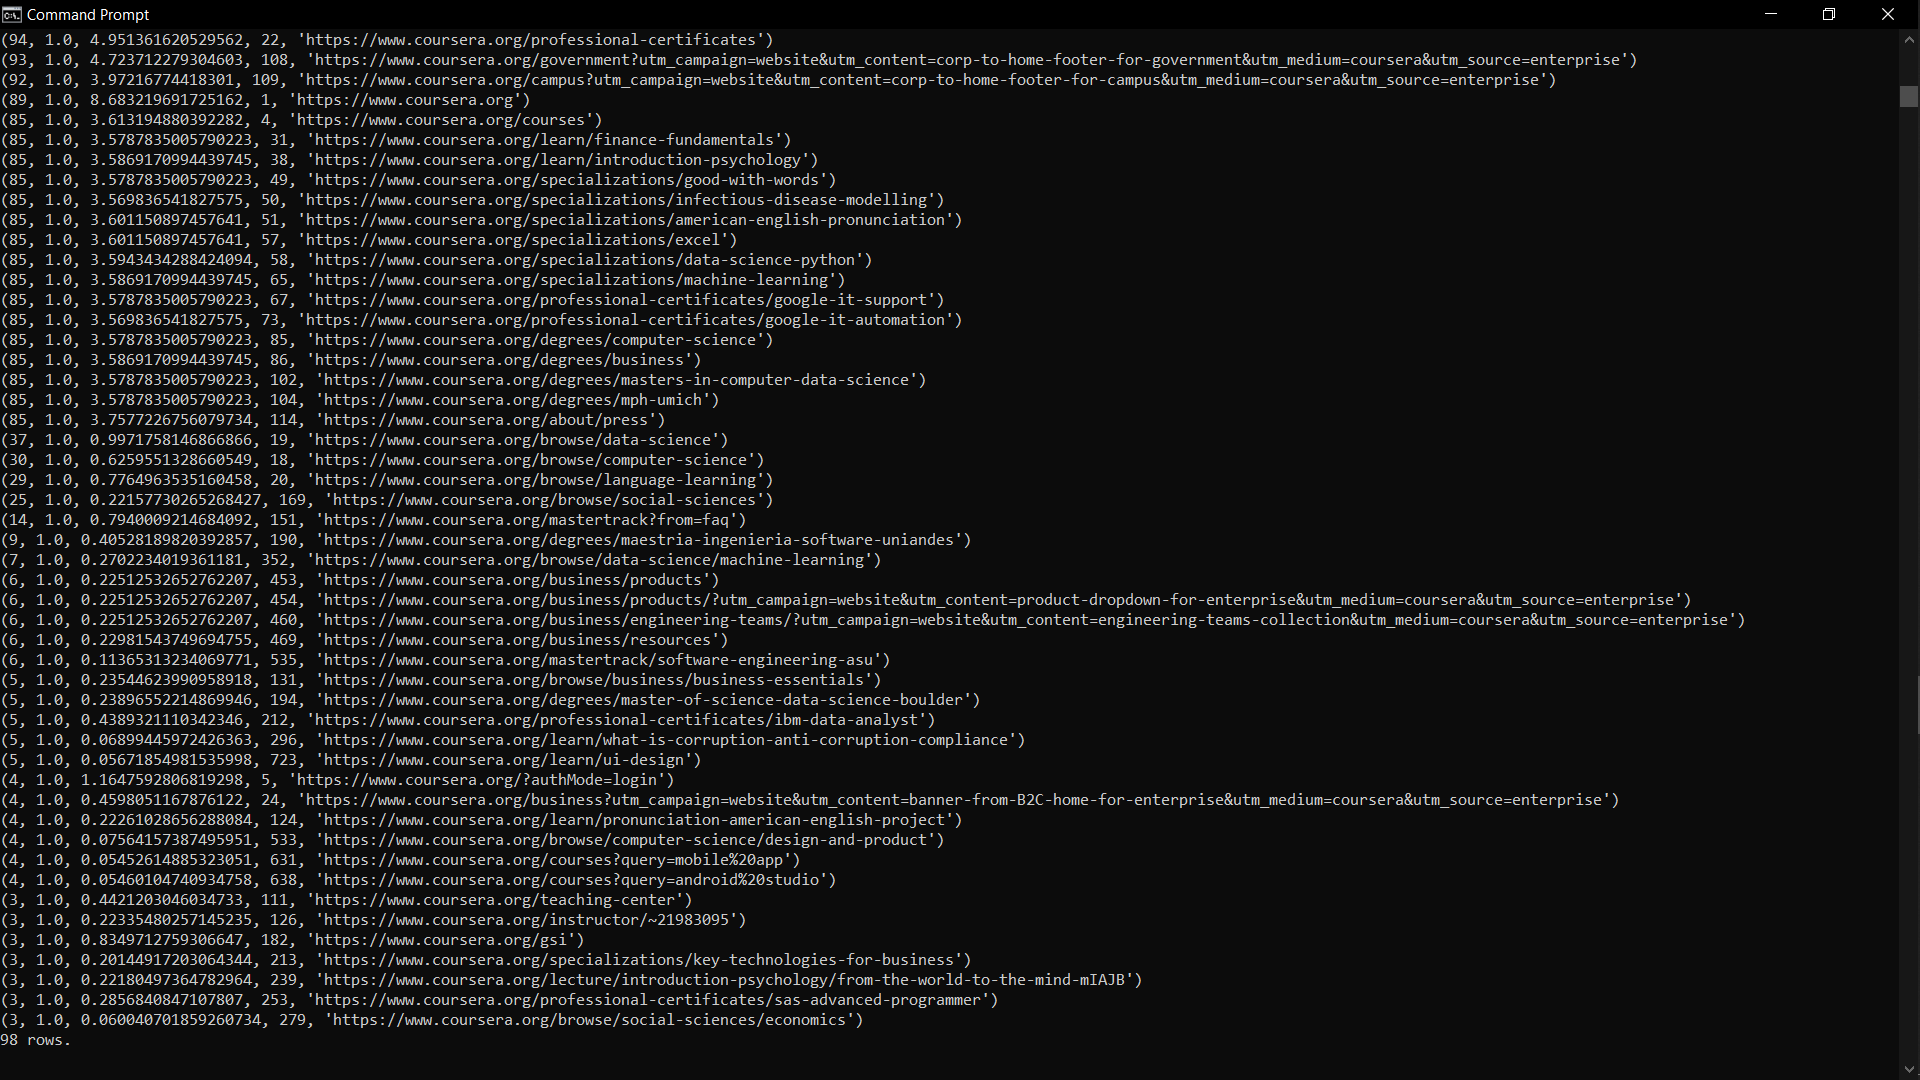 Command Prompt
(94, 1.0, 4.951361620529562, 22, 'https://www.coursera.org/professional-certificates')
(93, 1.0, 4.723712279304603, 108, 'https://www.coursera.org/government?utm_campaign=website&utm_content=corp-to-home-footer-for-government&utm_medium=coursera&utm_source=enterprise')
(92, 1.0, 3.97216774418301, 109, 'https://www.coursera.org/campus?utm_campaign=website&utm_content=corp-to-home-footer-for-campus&utm_medium=coursera&utm_source=enterprise')
(89, 1.0, 8.683219691725162, 1, 'https://www.coursera.org')
(85, 1.0, 3.613194880392282, 4, 'https://www.coursera.org/courses')
(85, 1.0, 3.5787835005790223, 31, 'https://www.coursera.org/learn/finance-fundamentals')
(85, 1.0, 3.5869170994439745, 38, 'https://www.coursera.org/learn/introduction-psychology')
(85, 1.0, 3.5787835005790223, 49, 'https://www.coursera.org/specializations/good-with-words')
(85, 1.0, 3.569836541827575, 50, 'https://www.coursera.org/specializations/infectious-disease-modelling')
(85, 1.0, 3.601150897457641, 51, 'https://www.coursera.org/specializations/american-english-pronunciation')
(85, 1.0, 3.601150897457641, 57, 'https://www.coursera.org/specializations/excel')
(85, 1.0, 3.5943434288424094, 58, 'https://www.coursera.org/specializations/data-science-python')
(85, 1.0, 3.5869170994439745, 65, 'https://www.coursera.org/specializations/machine-learning')
(85, 1.0, 3.5787835005790223, 67, 'https://www.coursera.org/professional-certificates/google-it-support')
(85, 1.0, 3.569836541827575, 73, 'https://www.coursera.org/professional-certificates/google-it-automation')
(85, 1.0, 3.5787835005790223, 85, 'https://www.coursera.org/degrees/computer-science')
(85, 1.0, 3.5869170994439745, 86, 'https://www.coursera.org/degrees/business')
(85, 1.0, 3.5787835005790223, 102, 'https://www.coursera.org/degrees/masters-in-computer-data-science')
(85, 1.0, 3.5787835005790223, 104, 'https://www.coursera.org/degrees/mph-umich')
(85, 1.0, 3.7577226756079734, 114, 'https://www.coursera.org/about/press')
(37, 1.0, 0.9971758146866866, 19, 'https://www.coursera.org/browse/data-science')
(30, 1.0, 0.6259551328660549, 18, 'https://www.coursera.org/browse/computer-science')
(29, 1.0, 0.7764963535160458, 20, 'https://www.coursera.org/browse/language-learning')
(25, 1.0, 0.22157730265268427, 169, 'https://www.coursera.org/browse/social-sciences')
(14, 1.0, 0.7940009214684092, 151, 'https://www.coursera.org/mastertrack?from=faq')
(9, 1.0, 0.40528189820392857, 190, 'https://www.coursera.org/degrees/maestria-ingenieria-software-uniandes')
(7, 1.0, 0.2702234019361181, 352, 'https://www.coursera.org/browse/data-science/machine-learning')
(6, 1.0, 0.22512532652762207, 453, 'https://www.coursera.org/business/products')
(6, 1.0, 0.22512532652762207, 454, 'https://www.coursera.org/business/products/?utm_campaign=website&utm_content=product-dropdown-for-enterprise&utm_medium=coursera&utm_source=enterprise')
(6, 1.0, 0.22512532652762207, 460, 'https://www.coursera.org/business/engineering-teams/?utm_campaign=website&utm_content=engineering-teams-collection&utm_medium=coursera&utm_source=enterprise')
(6, 1.0, 0.22981543749694755, 469, 'https://www.coursera.org/business/resources')
(6, 1.0, 0.11365313234069771, 535, 'https://www.coursera.org/mastertrack/software-engineering-asu')
(5, 1.0, 0.23544623990958918, 131, 'https://www.coursera.org/browse/business/business-essentials')
(5, 1.0, 0.23896552214869946, 194, 'https://www.coursera.org/degrees/master-of-science-data-science-boulder')
(5, 1.0, 0.4389321110342346, 212, 'https://www.coursera.org/professional-certificates/ibm-data-analyst')
(5, 1.0, 0.06899445972426363, 296, 'https://www.coursera.org/learn/what-is-corruption-anti-corruption-compliance')
(5, 1.0, 0.05671854981535998, 723, 'https://www.coursera.org/learn/ui-design')
(4, 1.0, 1.1647592806819298, 5, 'https://www.coursera.org/?authMode=login')
(4, 1.0, 0.4598051167876122, 24, 'https://www.coursera.org/business?utm_campaign=website&utm_content=banner-from-B2C-home-for-enterprise&utm_medium=coursera&utm_source=enterprise')
(4, 1.0, 0.22261028656288084, 124, 'https://www.coursera.org/learn/pronunciation-american-english-project')
(4, 1.0, 0.07564157387495951, 533, 'https://www.coursera.org/browse/computer-science/design-and-product')
(4, 1.0, 0.05452614885323051, 631, 'https://www.coursera.org/courses?query=mobile%20app')
(4, 1.0, 0.05460104740934758, 638, 'https://www.coursera.org/courses?query=android%20studio')
(3, 1.0, 0.4421203046034733, 111, 'https://www.coursera.org/teaching-center')
(3, 1.0, 0.22335480257145235, 126, 'https://www.coursera.org/instructor/~21983095')
(3, 1.0, 0.8349712759306647, 182, 'https://www.coursera.org/gsi')
(3, 1.0, 0.20144917203064344, 213, 'https://www.coursera.org/specializations/key-technologies-for-business')
(3, 1.0, 0.22180497364782964, 239, 'https://www.coursera.org/lecture/introduction-psychology/from-the-world-to-the-mind-mIAJB')
(3, 1.0, 0.2856840847107807, 253, 'https://www.coursera.org/professional-certificates/sas-advanced-programmer')
(3, 1.0, 0.060040701859260734, 279, 'https://www.coursera.org/browse/social-sciences/economics')
98 rows.